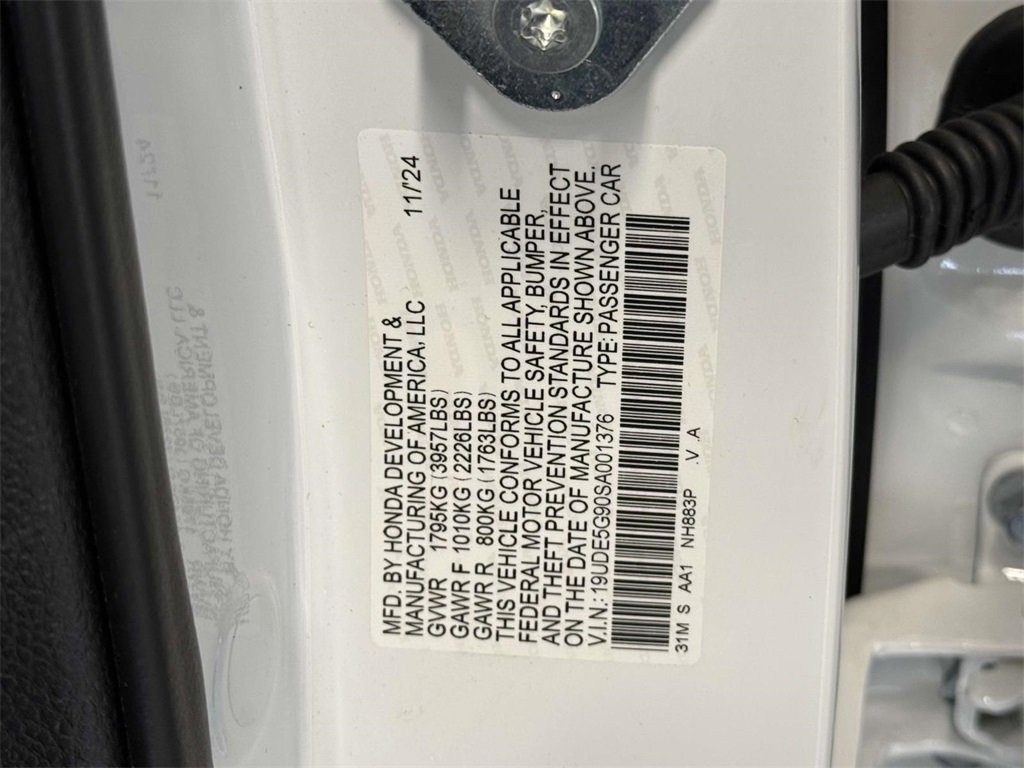 MFD. BY HONDA DEVELOPMENT &
MANUFACTURING OF AMERICA, LLC 11/'24
GVWR 1795KG (3957LBS)
GAWR F 1010KG (2226LBS)
GAWR R 800KG (1763LBS)
THIS VEHICLE CONFORMS TO ALL APPLICABLE
FEDERAL MOTOR VEHICLE SAFETY, BUMPER,
AND THEFT PREVENTION STANDARDS IN EFFECT
ON THE DATE OF MANUFACTURE SHOWN ABOVE.
V.I.N.:19UDE5G90SA001376 TYPE:PASSENGER CAR
31M S AA1 NH883P .V .A